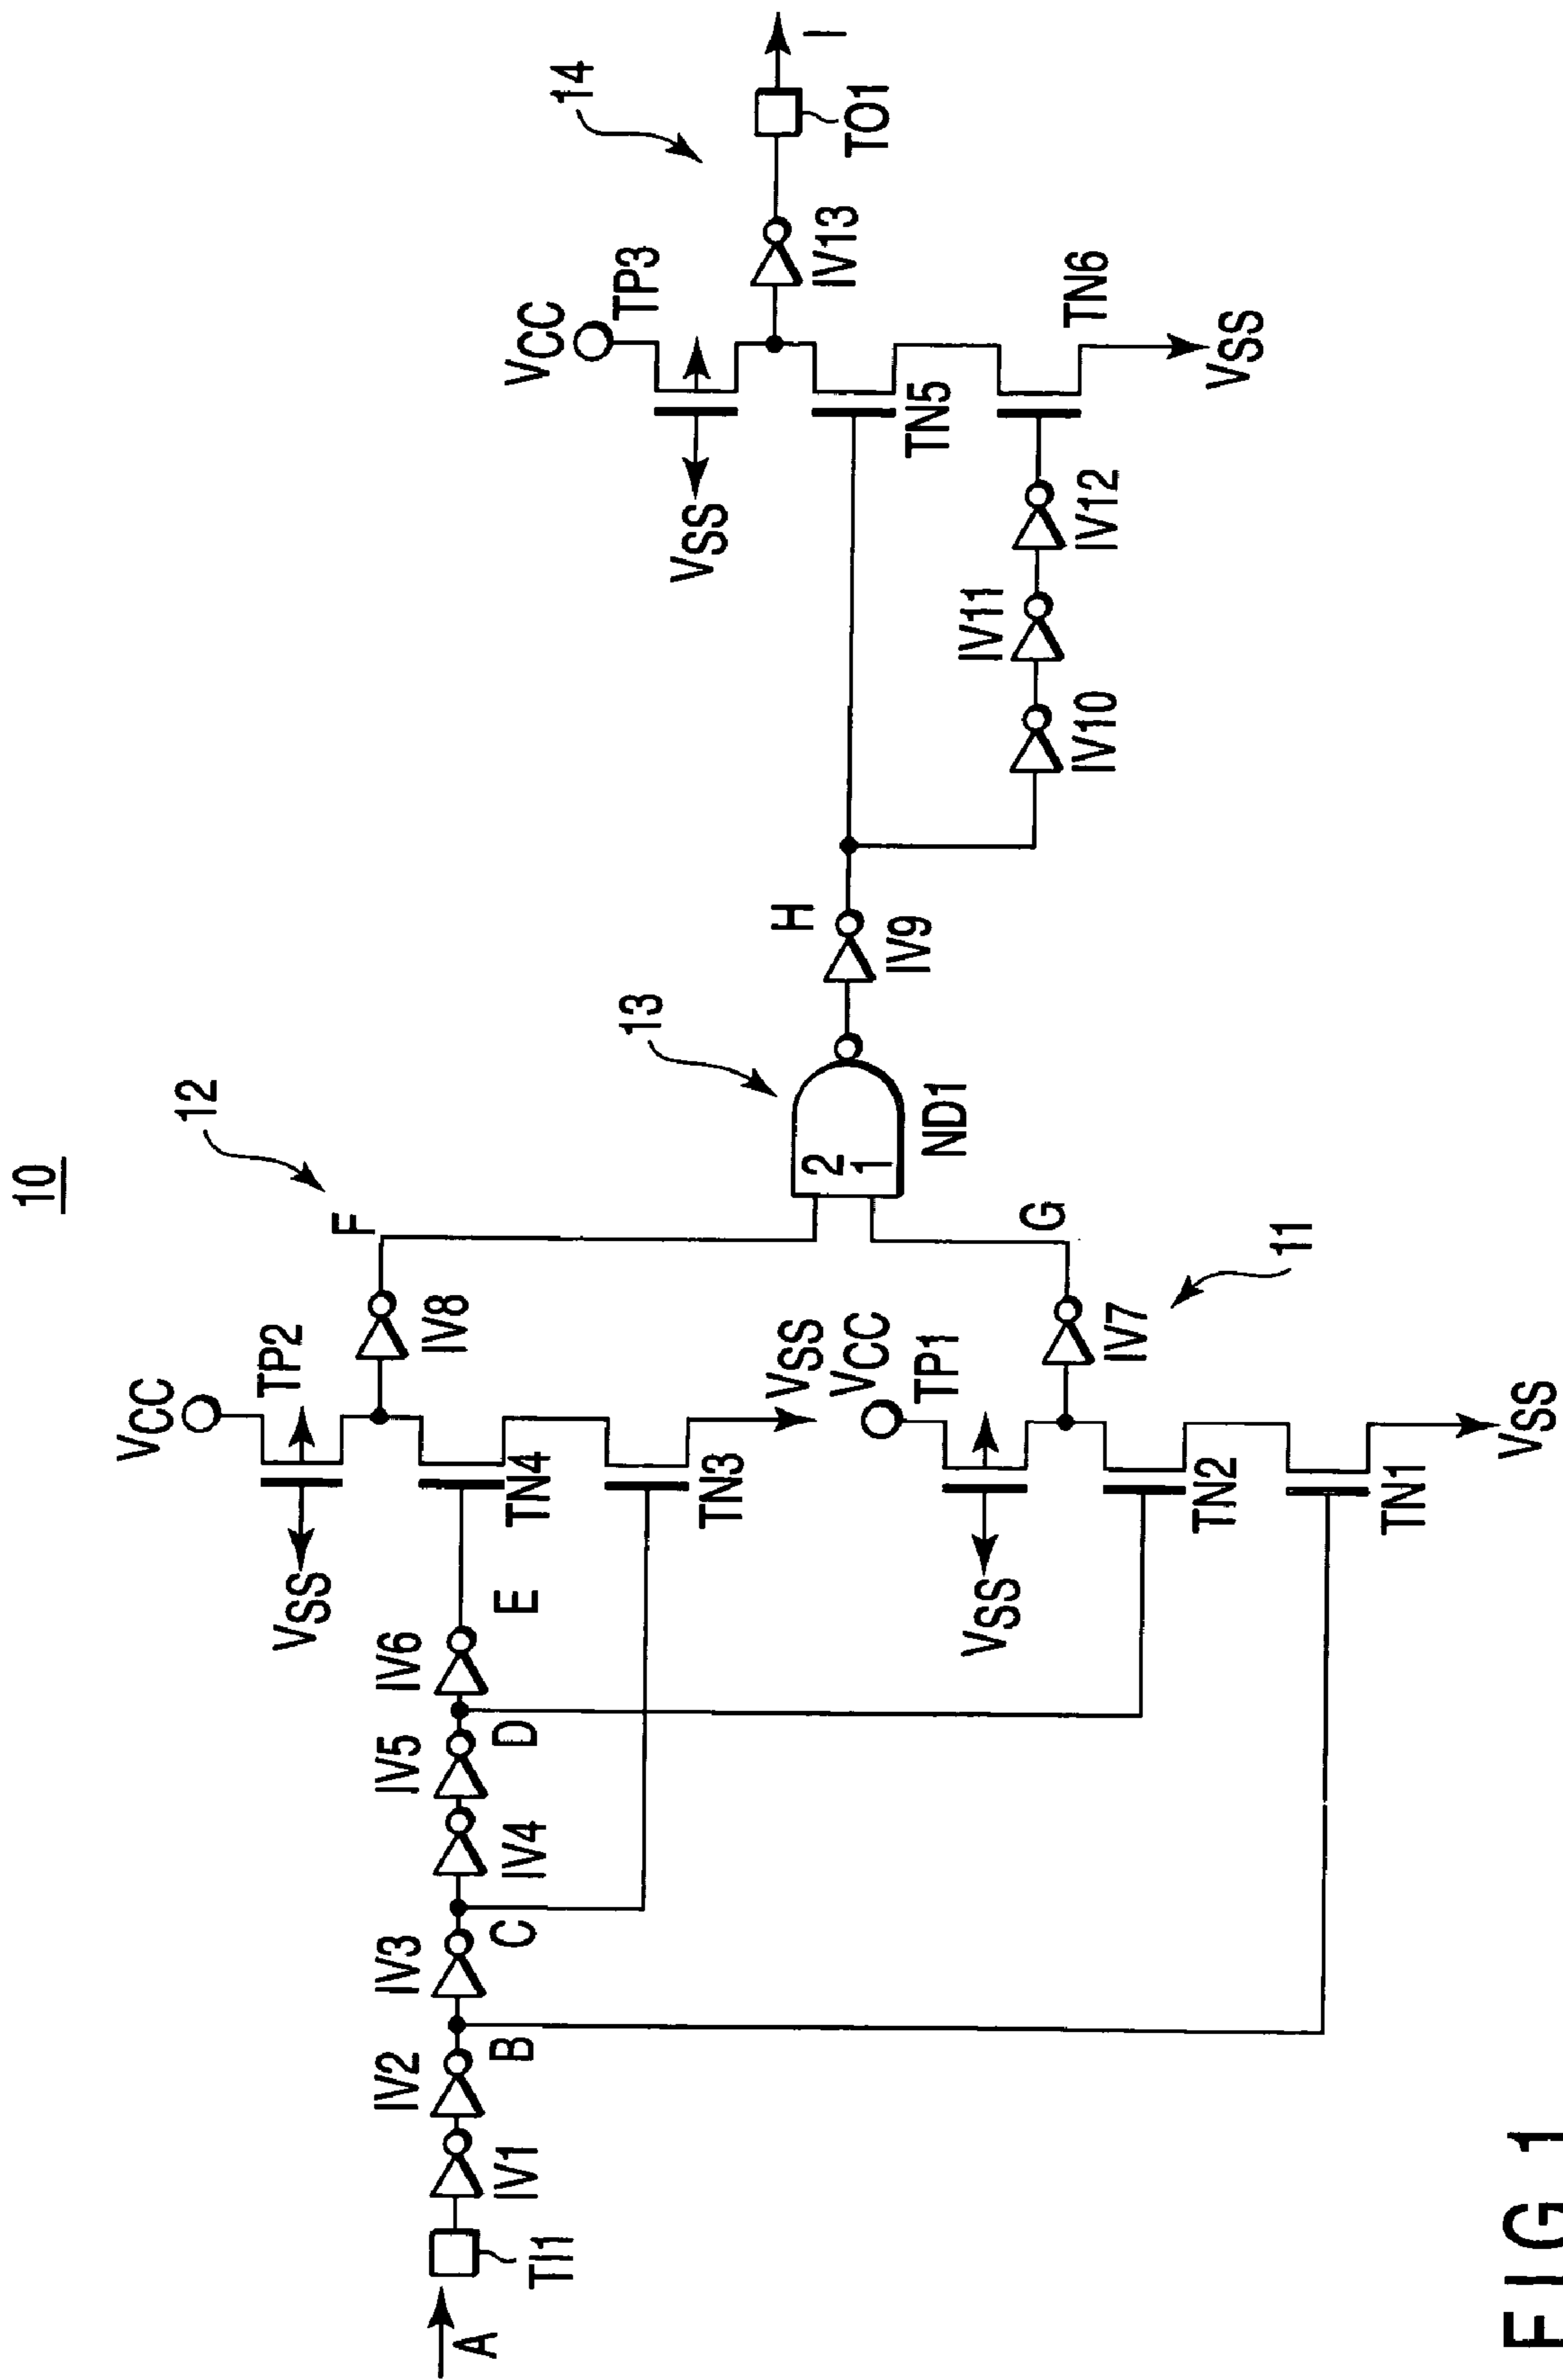 10
12
VCC
TP2
VSS
F
IV8
IV1
IV2
IV3
IV4
IV5
IV6
A
TI1
B
C
D
E
TN4
TN3
VSS
VCC
TP1
VSS
G
IV7
11
TN2
TN1
VSS
13
2
1
ND1
H
IV9
14
VCC
TP3
VSS
I
TO1
IV13
TN5
TN6
IV10
IV11
IV12
VSS
FIG 1